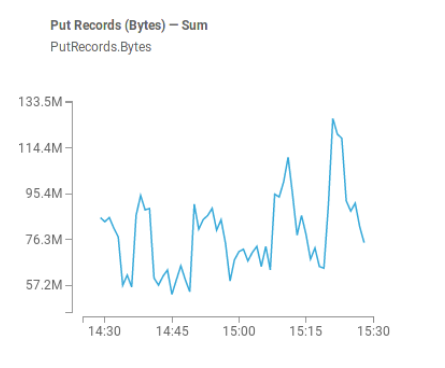 Put Records (Bytes) — Sum
PutRecords.Bytes
133.5M
114.4M
95.4M
76.3M
57.2M
14:30 14:45 15:00 15:15 15:30